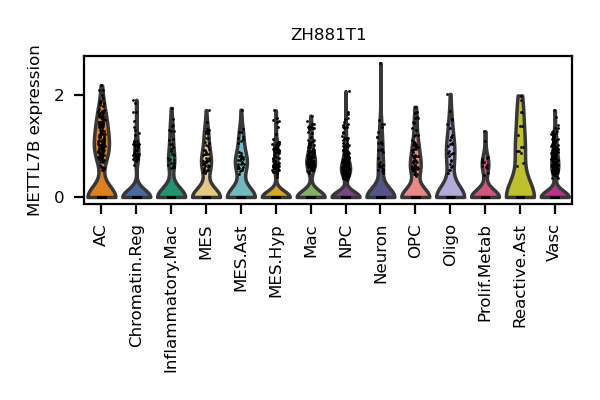 ZH881T1
METTL7B expression
2
0
AC
Chromatin.Reg
Inflammatory.Mac
MES
MES.Ast
MES.Hyp
Mac
NPC
Neuron
OPC
Oligo
Prolif.Metab
Reactive.Ast
Vasc